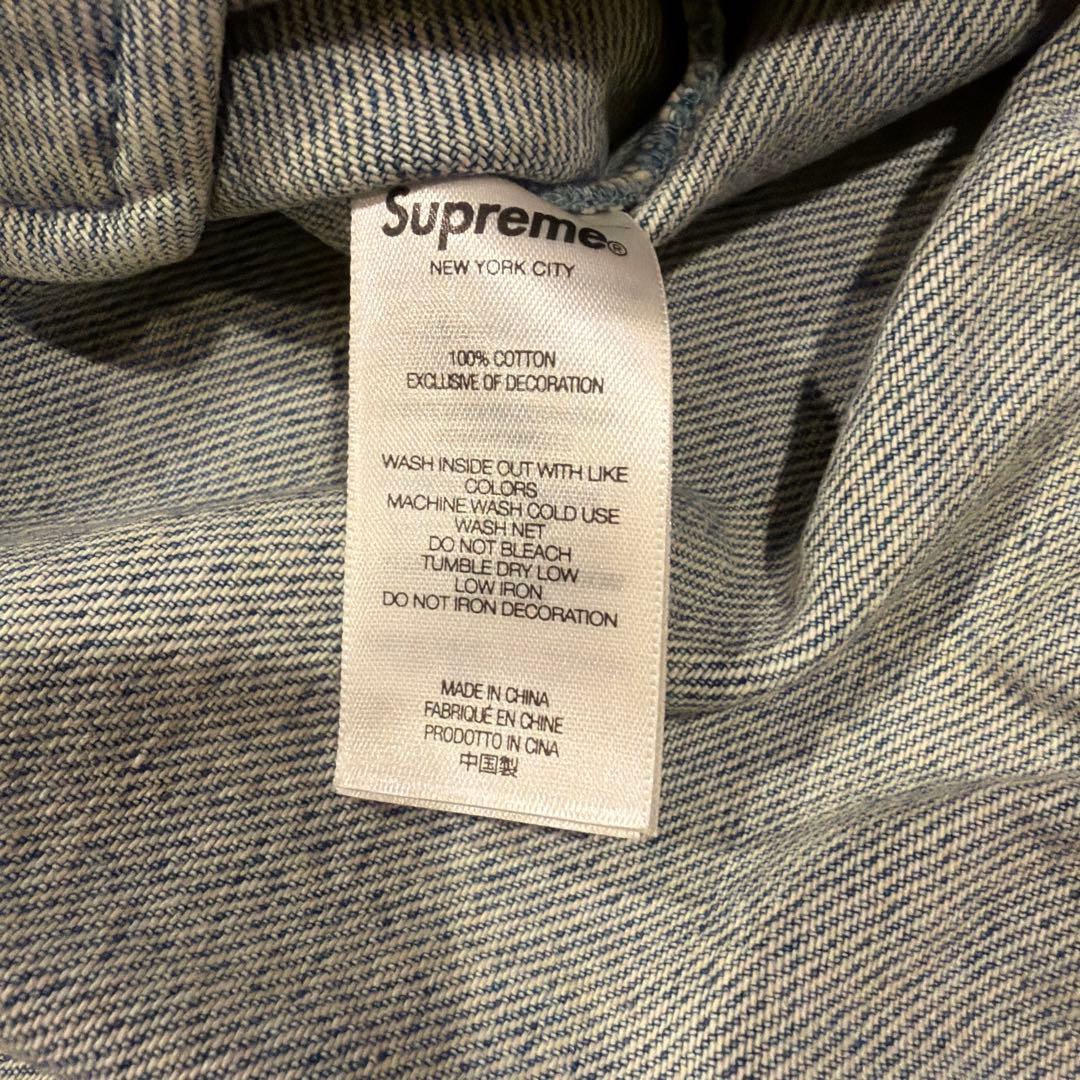 Supreme®
NEW YORK CITY
100% COTTON
EXCLUSIVE OF DECORATION
WASH INSIDE OUT WITH LIKE
COLORS
MACHINE WASH COLD USE
WASH NET
DO NOT BLEACH
TUMBLE DRY LOW
LOW IRON
DO NOT IRON DECORATION
MADE IN CHINA
FABRIQUÉ EN CHINE
PRODOTTO IN CINA
中国製